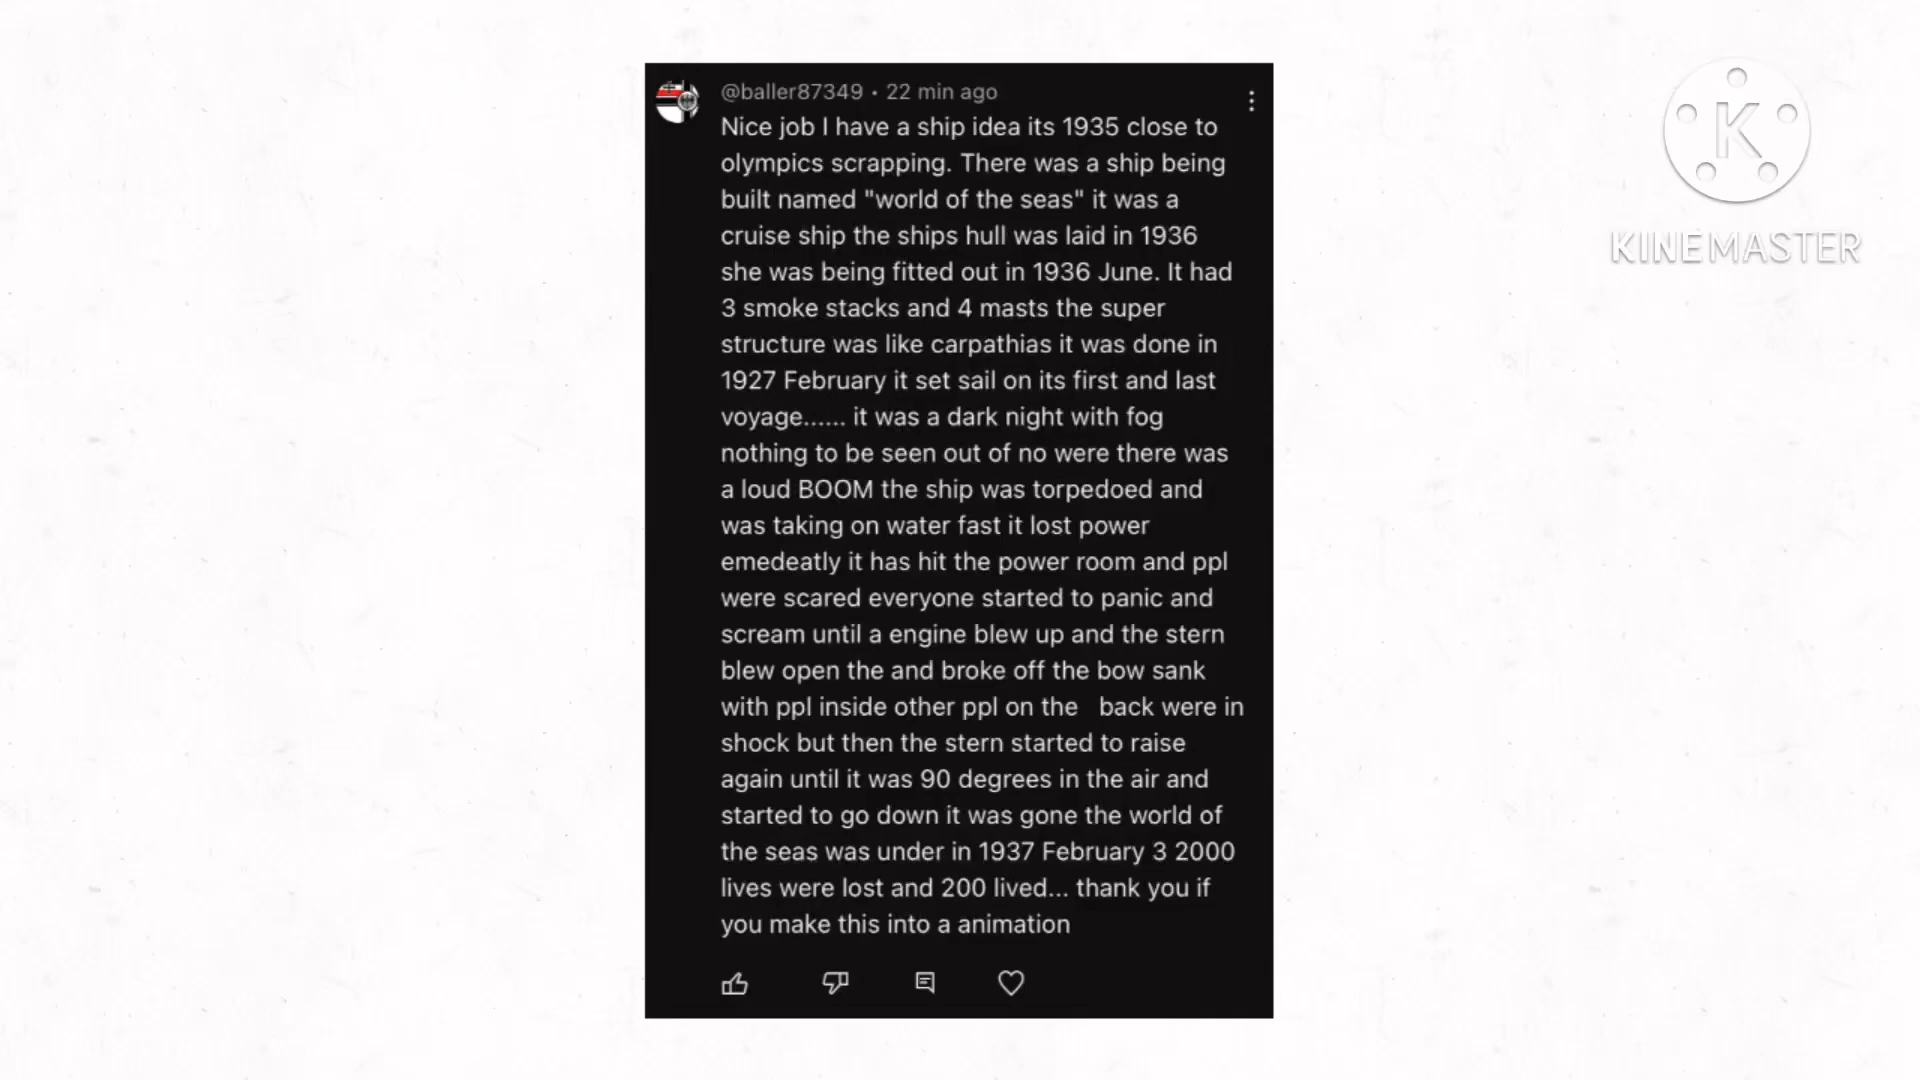 @baller87349 • 22 min ago
Nice job I have a ship idea its 1935 close to
olympics scrapping. There was a ship being
built named "world of the seas" it was a
cruise ship the ships hull was laid in 1936
she was being fitted out in 1936 June. It had
3 smoke stacks and 4 masts the super
structure was like carpathias it was done in
1927 February it set sail on its first and last
voyage...... it was a dark night with fog
nothing to be seen out of no were there was
a loud BOOM the ship was torpedoed and
was taking on water fast it lost power
emedeatly it has hit the power room and ppl
were scared everyone started to panic and
scream until a engine blew up and the stern
blew open the and broke off the bow sank
with ppl inside other ppl on the   back were in
shock but then the stern started to raise
again until it was 90 degrees in the air and
started to go down it was gone the world of
the seas was under in 1937 February 3 2000
lives were lost and 200 lived... thank you if
you make this into a animation
K
KINEMASTER